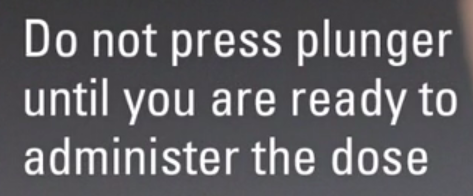 Do not press plunger
until you are ready to
administer the dose